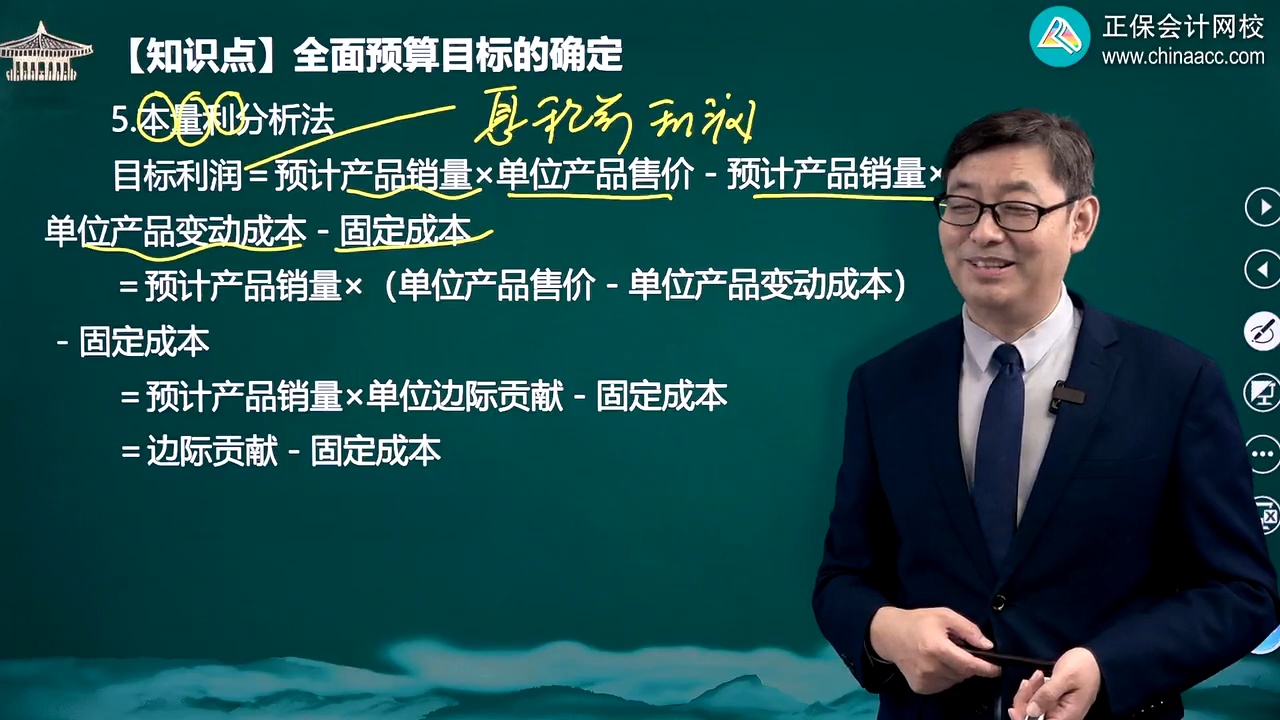 正保会计网校
www.chinaacc.com
【知识点】全面预算目标的确定
5.本量利分析法
息税前利润
目标利润＝预计产品销量×单位产品售价－预计产品销量×
单位产品变动成本－固定成本
＝预计产品销量×（单位产品售价－单位产品变动成本）
－固定成本
＝预计产品销量×单位边际贡献－固定成本
＝边际贡献－固定成本